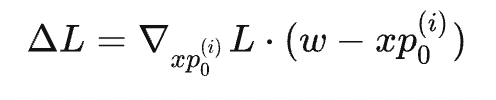 ΔL = ∇_{xp_0^{(i)}} L · (w − xp_0^{(i)})